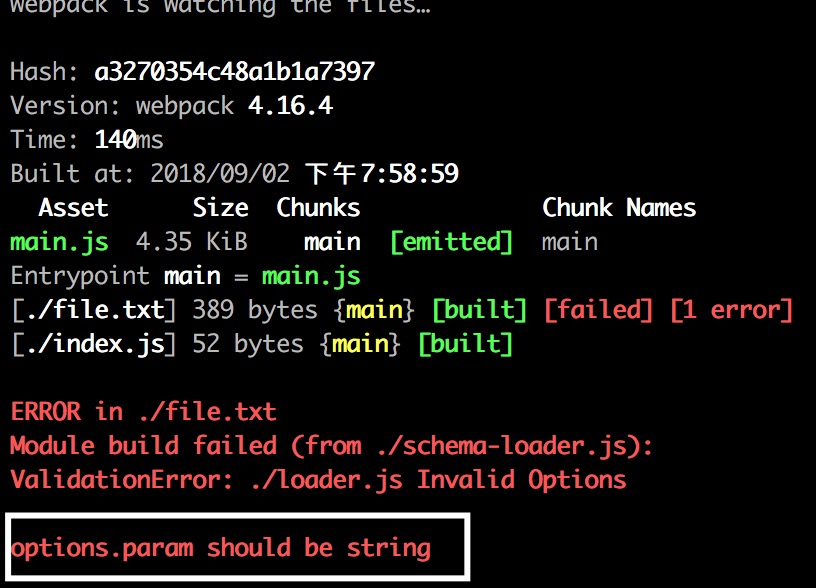 Webpack is watching the files…
Hash: a3270354c48a1b1a7397
Version: webpack 4.16.4
Time: 140ms
Built at: 2018/09/02 下午7:58:59
Asset Size Chunks Chunk Names
main.js 4.35 KiB main [emitted] main
Entrypoint main = main.js
[./file.txt] 389 bytes {main} [built] [failed] [1 error]
[./index.js] 52 bytes {main} [built]
ERROR in ./file.txt
Module build failed (from ./schema-loader.js):
ValidationError: ./loader.js Invalid Options
options.param should be string